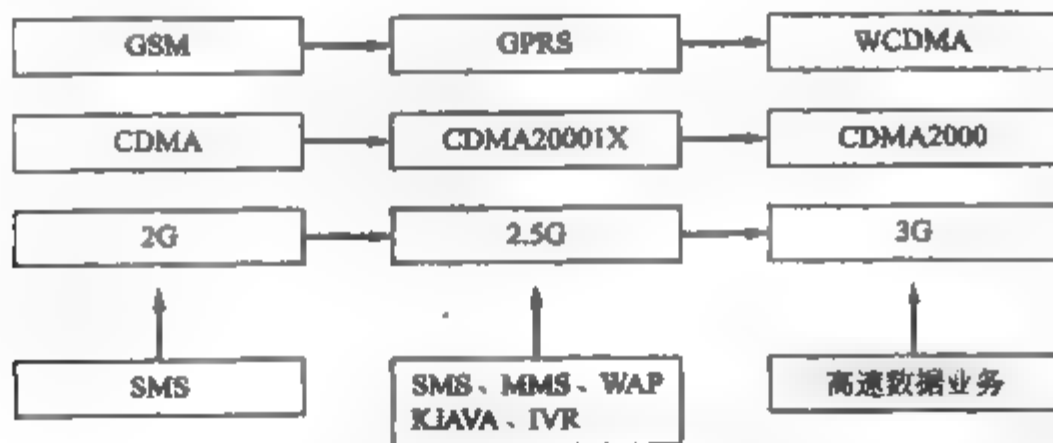 GSM
GPRS
WCDMA
CDMA
CDMA20001X
CDMA2000
2G
2.5G
3G
SMS
SMS、MMS、WAP
KJAVA、IVR
高速数据业务